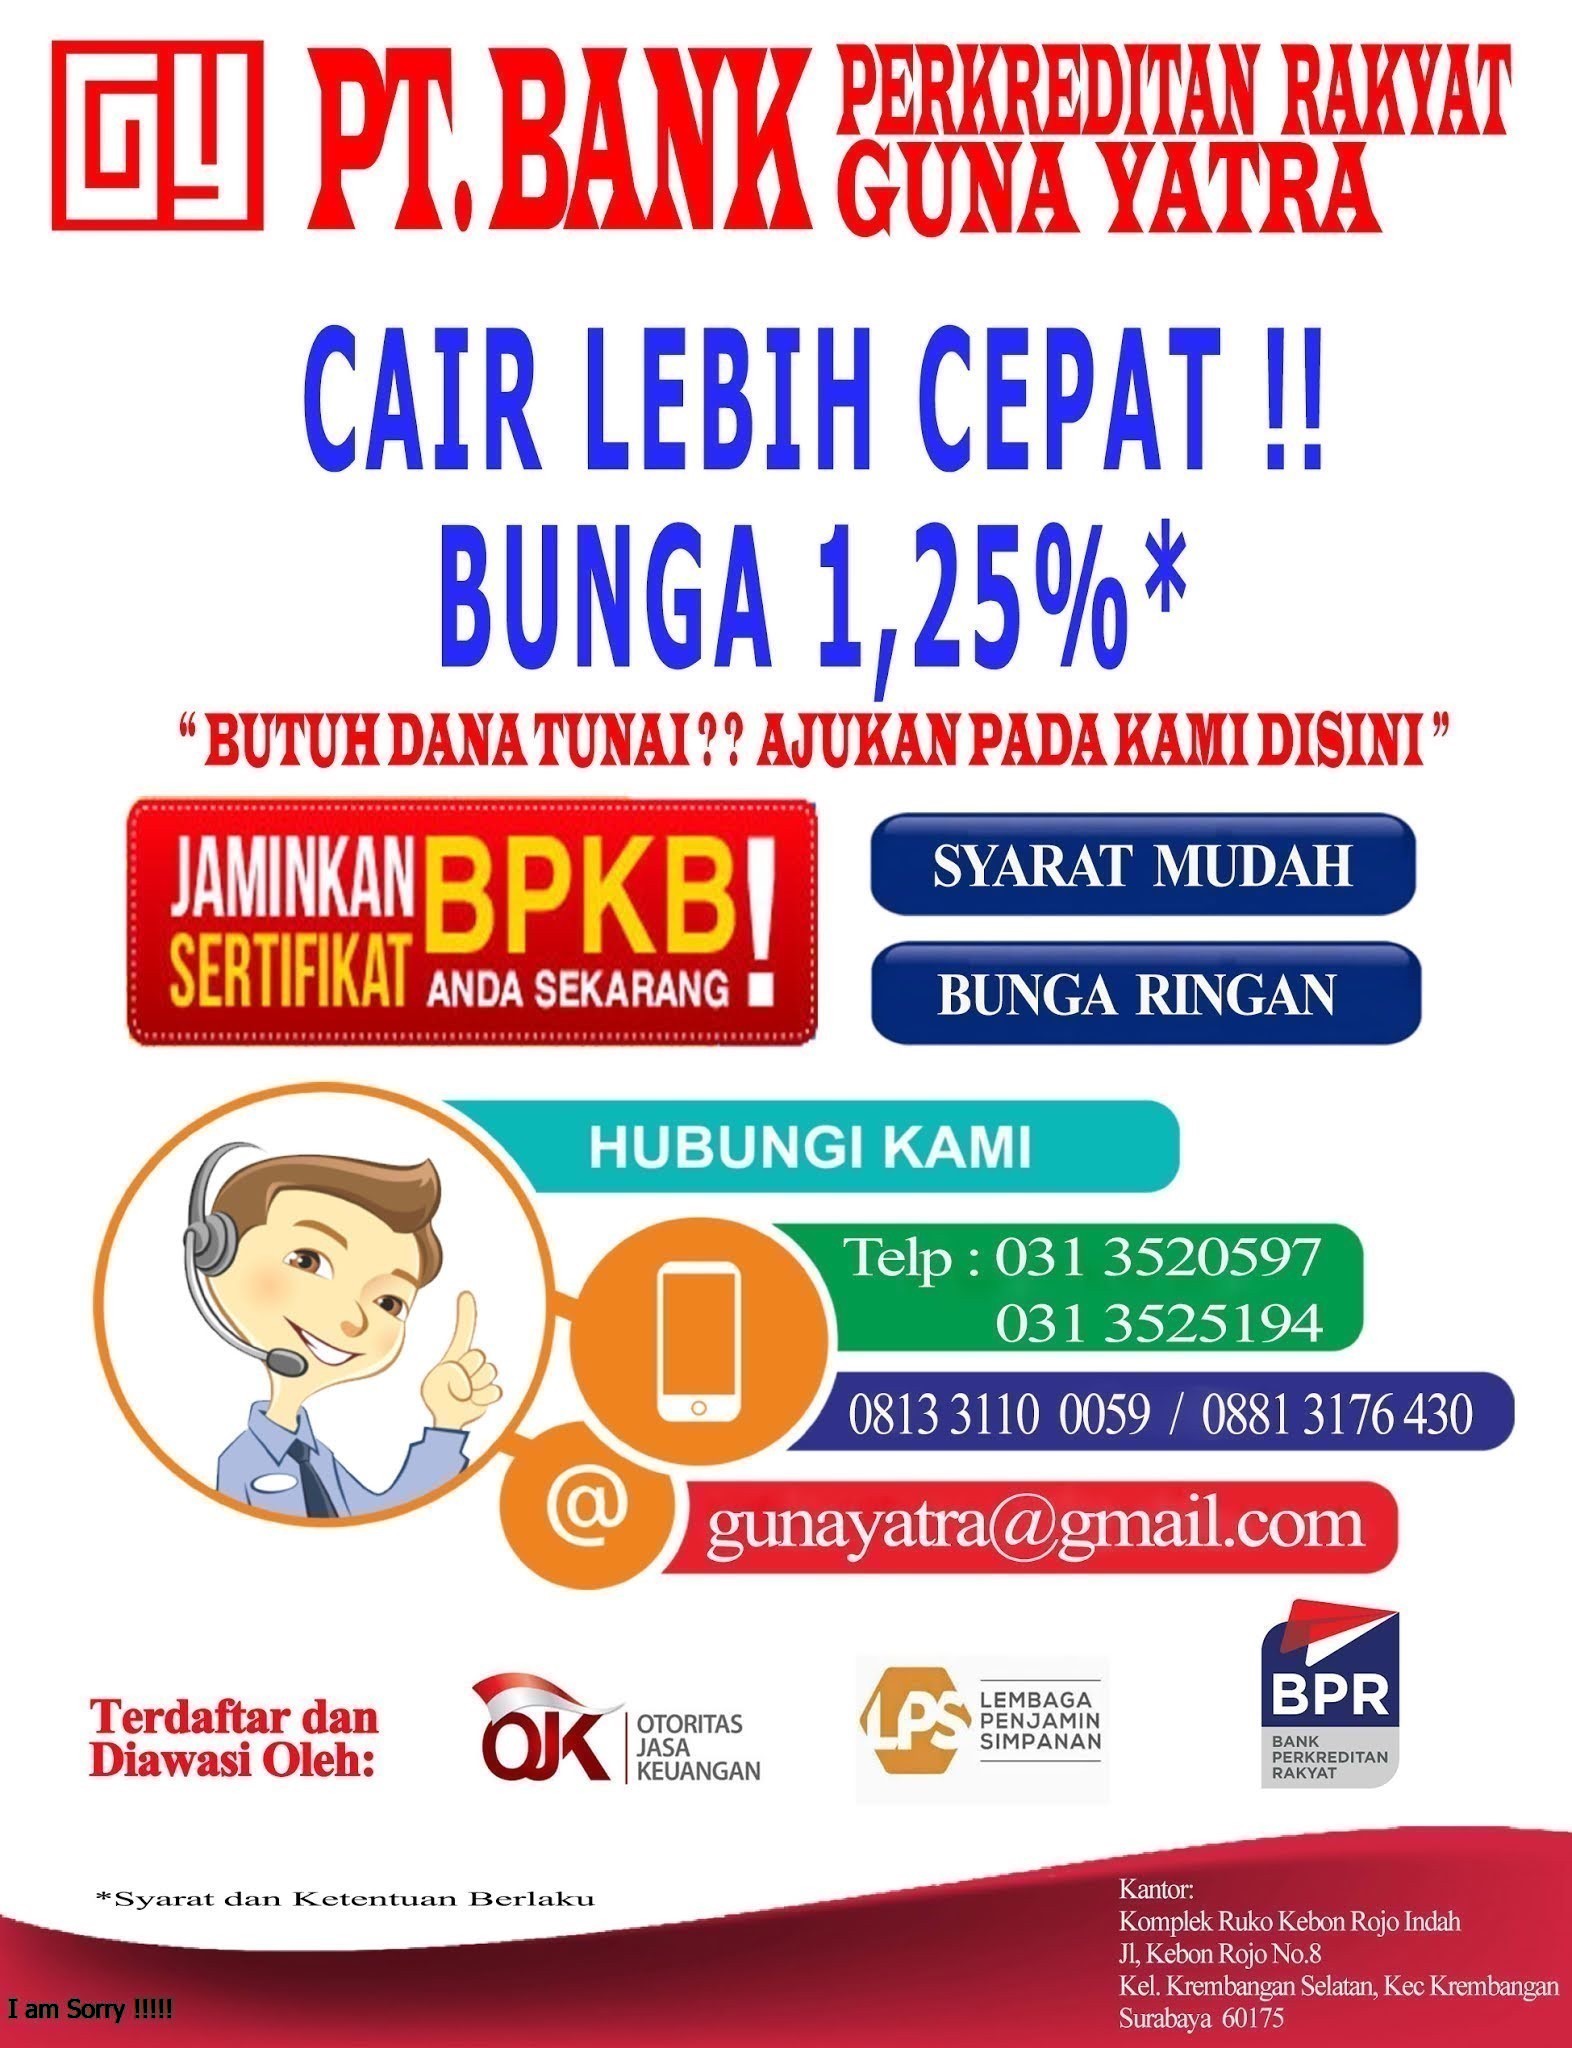 GY
PT. BANK PERKREDITAN RAKYAT
GUNA YATRA
CAIR LEBIH CEPAT !!
BUNGA 1,25%*
“ BUTUH DANA TUNAI ?? AJUKAN PADA KAMI DISINI ”
JAMINKAN BPKB!
SERTIFIKAT ANDA SEKARANG
SYARAT MUDAH
BUNGA RINGAN
HUBUNGI KAMI
Telp : 031 3520597
031 3525194
0813 3110 0059 / 0881 3176 430
@
gunayatra@gmail.com
Terdaftar dan
Diawasi Oleh:
OJK
OTORITAS
JASA
KEUANGAN
LPS
LEMBAGA
PENJAMIN
SIMPANAN
BPR
BANK
PERKREDITAN
RAKYAT
*Syarat dan Ketentuan Berlaku
Kantor:
Komplek Ruko Kebon Rojo Indah
Jl, Kebon Rojo No.8
Kel. Krembangan Selatan, Kec Krembangan
Surabaya 60175
I am Sorry !!!!!